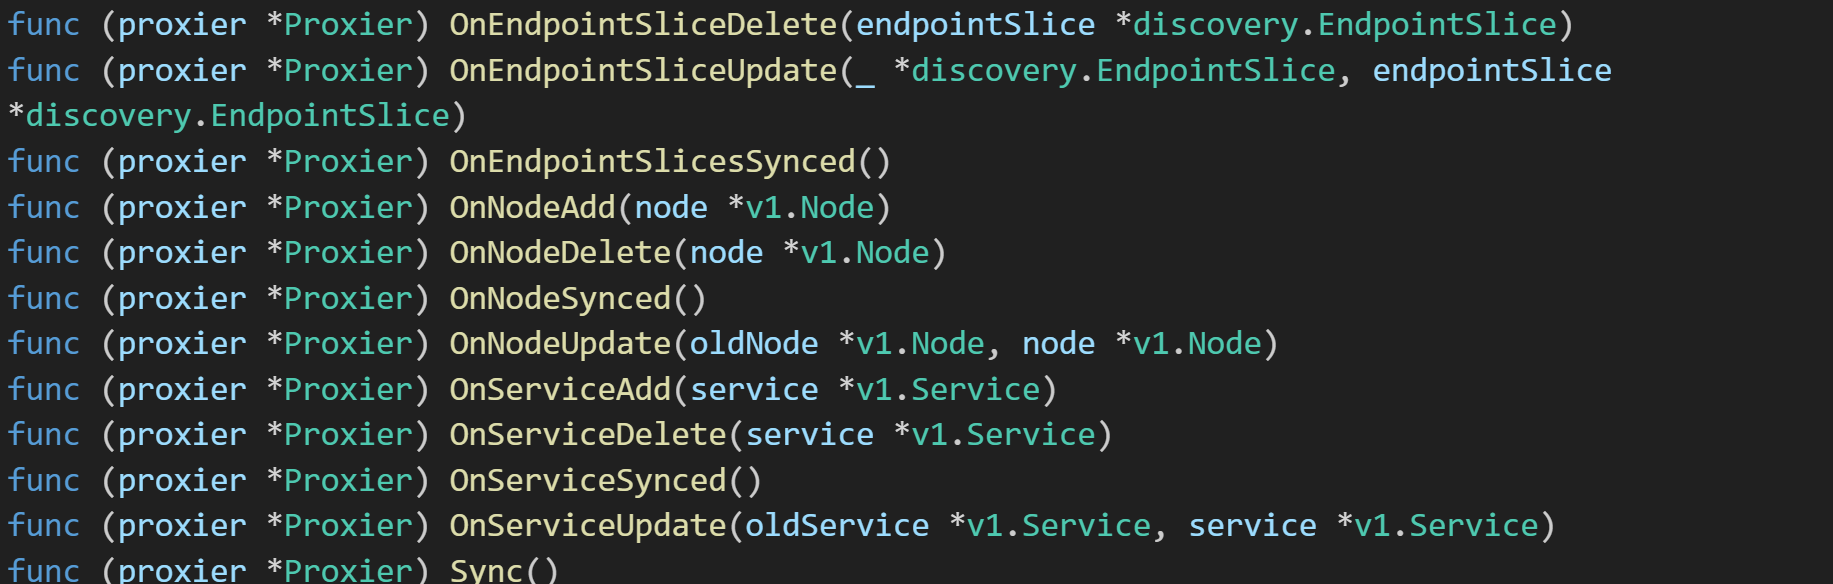 func (proxier *Proxier) OnEndpointSliceDelete(endpointSlice *discovery.EndpointSlice)
func (proxier *Proxier) OnEndpointSliceUpdate(_ *discovery.EndpointSlice, endpointSlice
*discovery.EndpointSlice)
func (proxier *Proxier) OnEndpointSlicesSynced()
func (proxier *Proxier) OnNodeAdd(node *v1.Node)
func (proxier *Proxier) OnNodeDelete(node *v1.Node)
func (proxier *Proxier) OnNodeSynced()
func (proxier *Proxier) OnNodeUpdate(oldNode *v1.Node, node *v1.Node)
func (proxier *Proxier) OnServiceAdd(service *v1.Service)
func (proxier *Proxier) OnServiceDelete(service *v1.Service)
func (proxier *Proxier) OnServiceSynced()
func (proxier *Proxier) OnServiceUpdate(oldService *v1.Service, service *v1.Service)
func (proxier *Proxier) Sync()